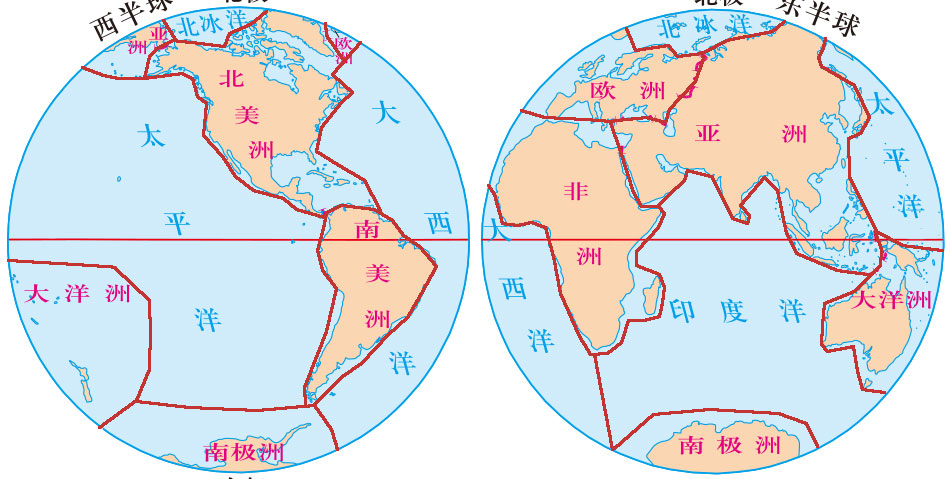 西半球
北冰洋
亚洲
欧洲
北美洲
太平洋
大西洋
南美洲
大洋洲
南极洲
北极
东半球
北冰洋
欧洲
亚洲
太平洋
非洲
大西洋
印度洋
大洋洲
南极洲